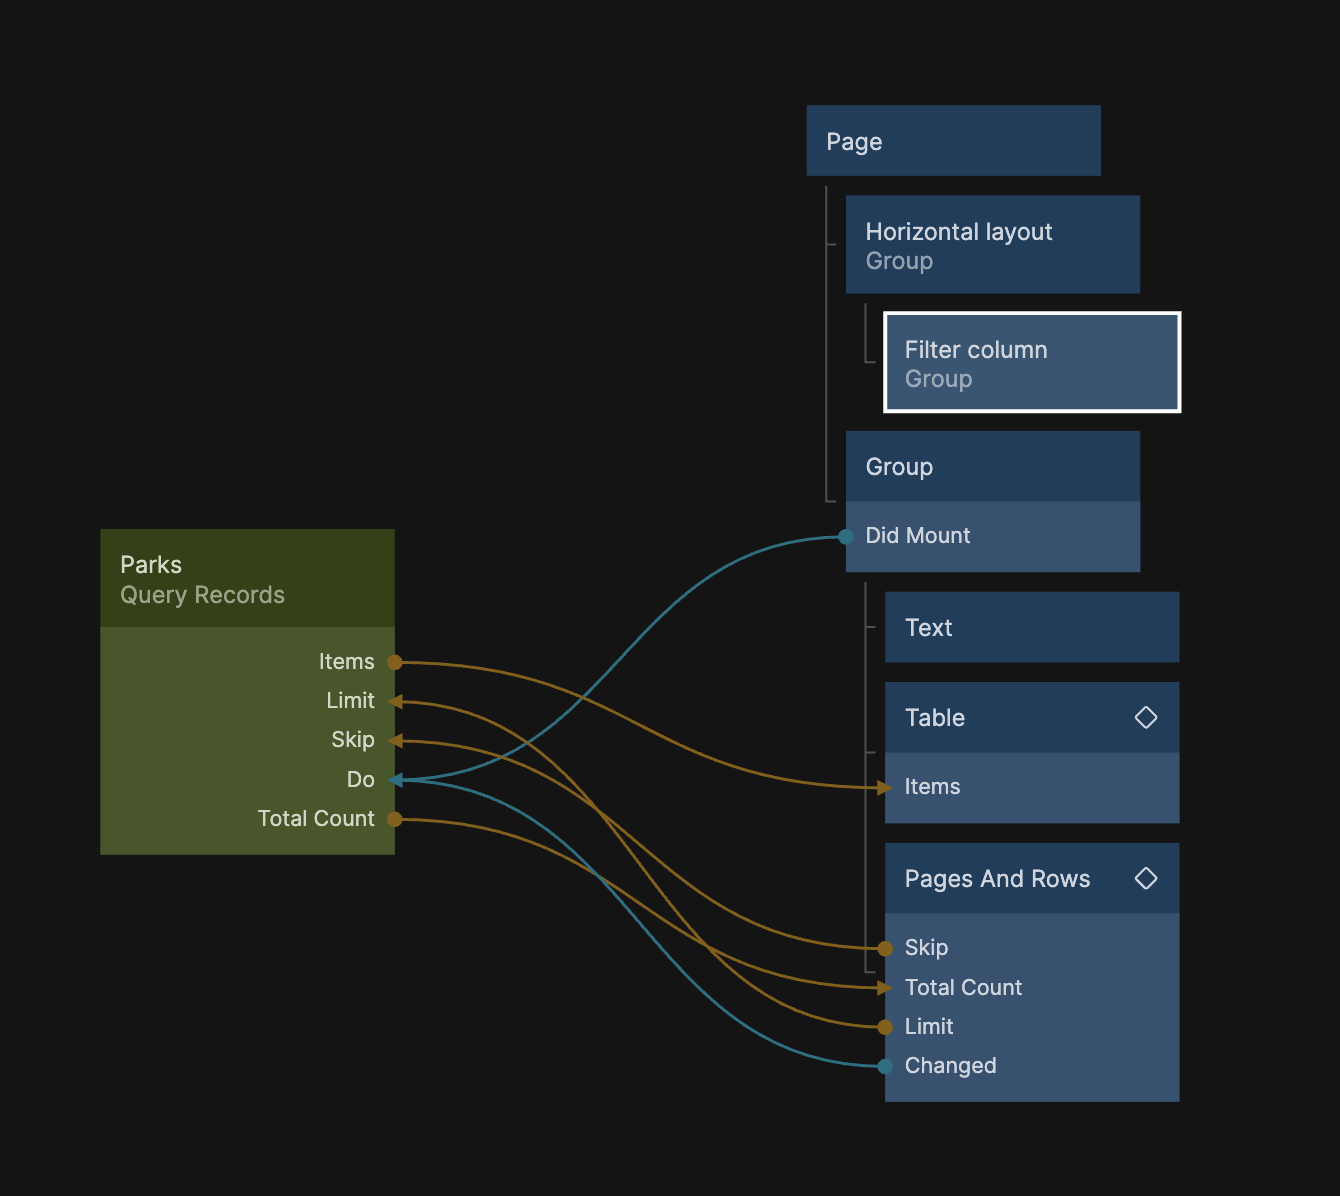 Page
Horizontal layout
Group
Filter column
Group
Group
Did Mount
Parks
Query Records
Items
Limit
Skip
Do
Total Count
Text
Table
Items
Pages And Rows
Skip
Total Count
Limit
Changed